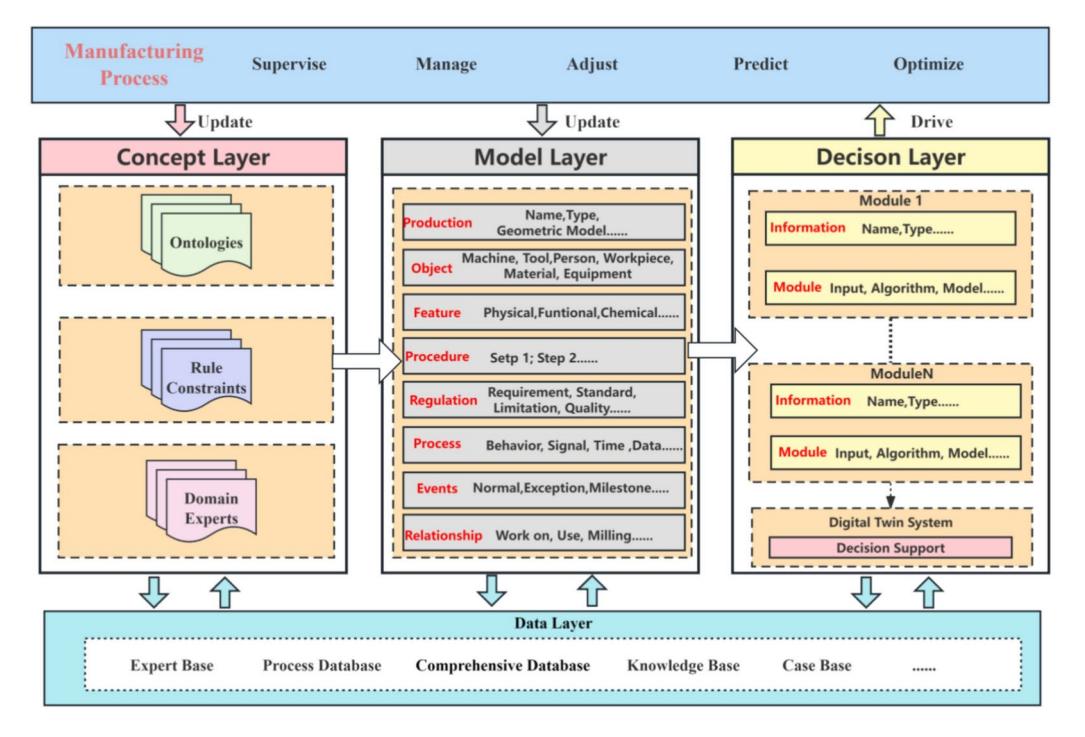 Manufacturing
Process
Supervise
Manage
Adjust
Predict
Optimize
Update
Update
Drive
Concept Layer
Ontologies
Rule
Constraints
Domain
Experts
Model Layer
Production Name,Type,
Geometric Model......
Object Machine, Tool,Person, Workpiece,
Material, Equipment
Feature Physical,Funtional,Chemical......
Procedure Setp 1; Step 2......
Regulation Requirement, Standard,
Limitation, Quality......
Process Behavior, Signal, Time ,Data......
Events Normal,Exception,Milestone.....
Relationship Work on, Use, Milling......
Decison Layer
Module 1
Information Name,Type......
Module Input, Algorithm, Model......
ModuleN
Information Name,Type......
Module Input, Algorithm, Model......
Digital Twin System
Decision Support
Data Layer
Expert Base
Process Database
Comprehensive Database
Knowledge Base
Case Base
......